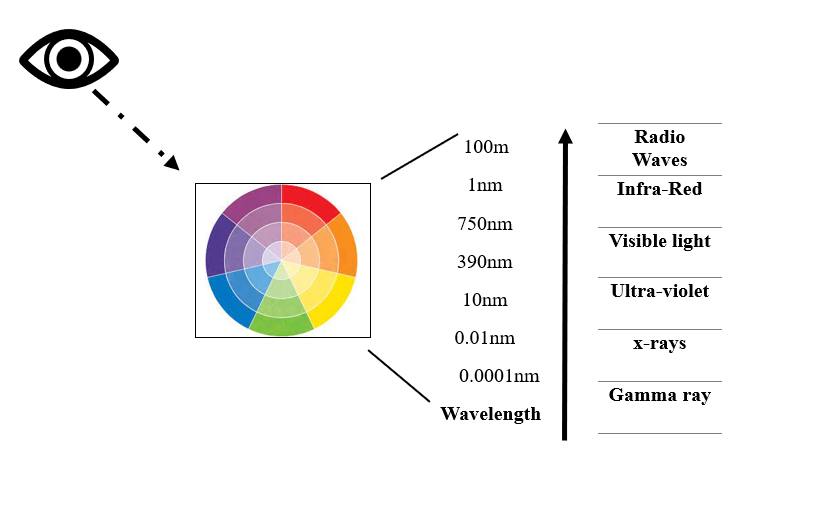 100m
1nm
750nm
390nm
10nm
0.01nm
0.0001nm
Wavelength
Radio
Waves
Infra-Red
Visible light
Ultra-violet
x-rays
Gamma ray